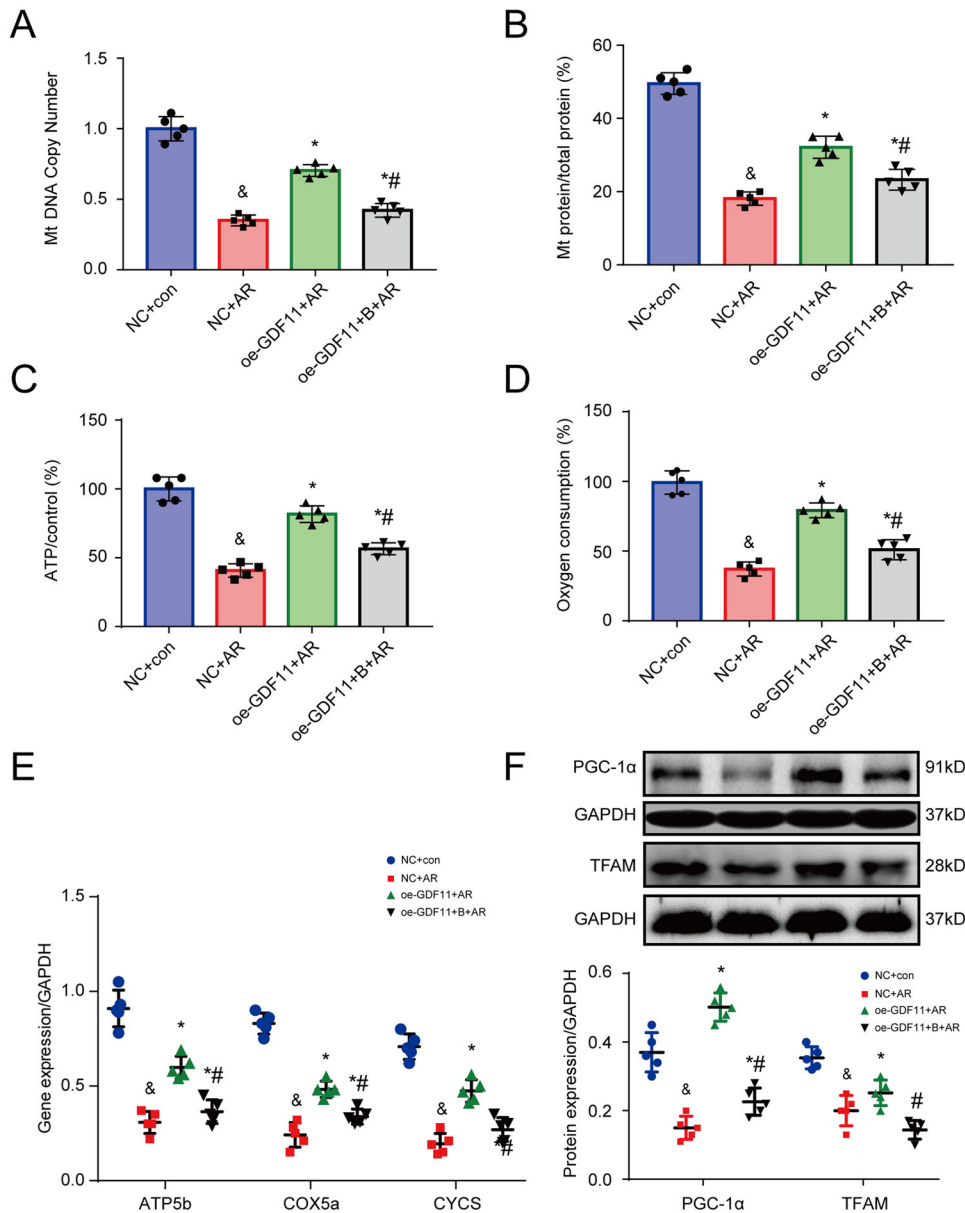 A
Mt DNA Copy Number
1.5
1.0
0.5
0.0
&
*
*#
NC+con
NC+AR
oe-GDF11+AR
oe-GDF11+B+AR
B
Mt protein/total protein (%)
60
40
20
0
&
*
*#
NC+con
NC+AR
oe-GDF11+AR
oe-GDF11+B+AR
C
ATP/control (%)
150
100
50
0
&
*
*#
NC+con
NC+AR
oe-GDF11+AR
oe-GDF11+B+AR
D
Oxygen consumption (%)
150
100
50
0
&
*
*#
NC+con
NC+AR
oe-GDF11+AR
oe-GDF11+B+AR
E
NC+con
NC+AR
oe-GDF11+AR
oe-GDF11+B+AR
Gene expression/GAPDH
1.5
1.0
0.5
0.0
&
*
*#
&
*
*#
&
*
*#
ATP5b
COX5a
CYCS
F
PGC-1α 91kD
GAPDH 37kD
TFAM 28kD
GAPDH 37kD
Protein expression/GAPDH
0.6
0.4
0.2
0.0
NC+con
NC+AR
oe-GDF11+AR
oe-GDF11+B+AR
&
*
*#
&
*
#
PGC-1α
TFAM